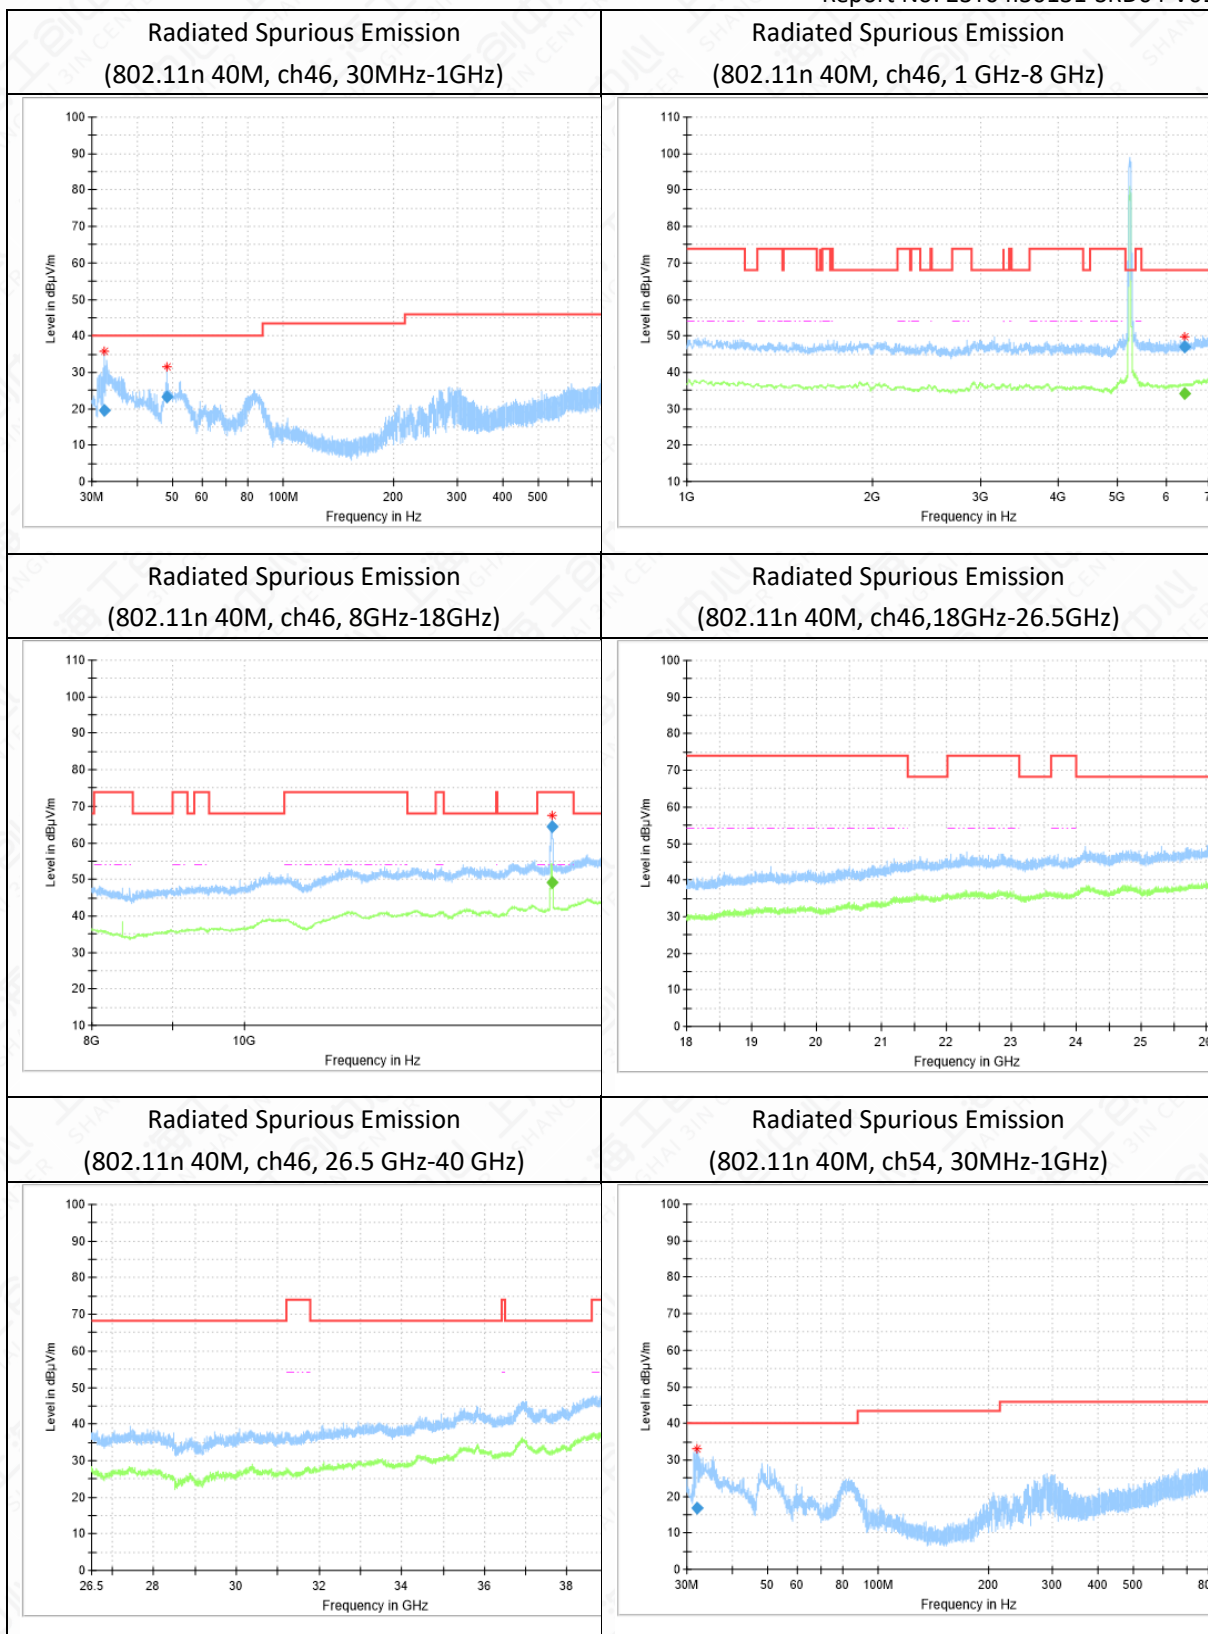 Radiated Spurious Emission
(802.11n 40M, ch46, 30MHz-1GHz)
Radiated Spurious Emission
(802.11n 40M, ch46, 1 GHz-8 GHz)
100
90
80
70
60
50
40
30
20
10
0
Level in dBµV/m
30M 50 60 80 100M 200 300 400 500
Frequency in Hz
110
100
90
80
70
60
50
40
30
20
10
Level in dBµV/m
1G 2G 3G 4G 5G 6
Frequency in Hz
Radiated Spurious Emission
(802.11n 40M, ch46, 8GHz-18GHz)
Radiated Spurious Emission
(802.11n 40M, ch46,18GHz-26.5GHz)
110
100
90
80
70
60
50
40
30
20
10
Level in dBµV/m
8G 10G
Frequency in Hz
100
90
80
70
60
50
40
30
20
10
0
Level in dBµV/m
18 19 20 21 22 23 24 25
Frequency in GHz
Radiated Spurious Emission
(802.11n 40M, ch46, 26.5 GHz-40 GHz)
Radiated Spurious Emission
(802.11n 40M, ch54, 30MHz-1GHz)
100
90
80
70
60
50
40
30
20
10
0
Level in dBµV/m
26.5 28 30 32 34 36 38
Frequency in GHz
100
90
80
70
60
50
40
30
20
10
0
Level in dBµV/m
30M 50 60 80 100M 200 300 400 500
Frequency in Hz